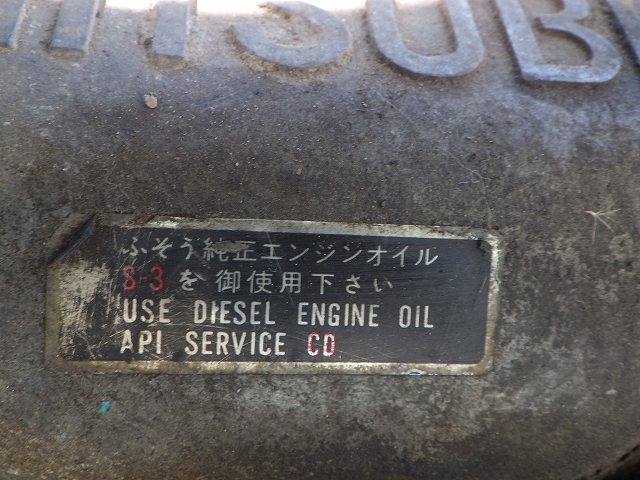 ITSUB
ふそう純正エンジンオイル
S-3を御使用下さい
USE DIESEL ENGINE OIL
API SERVICE CD